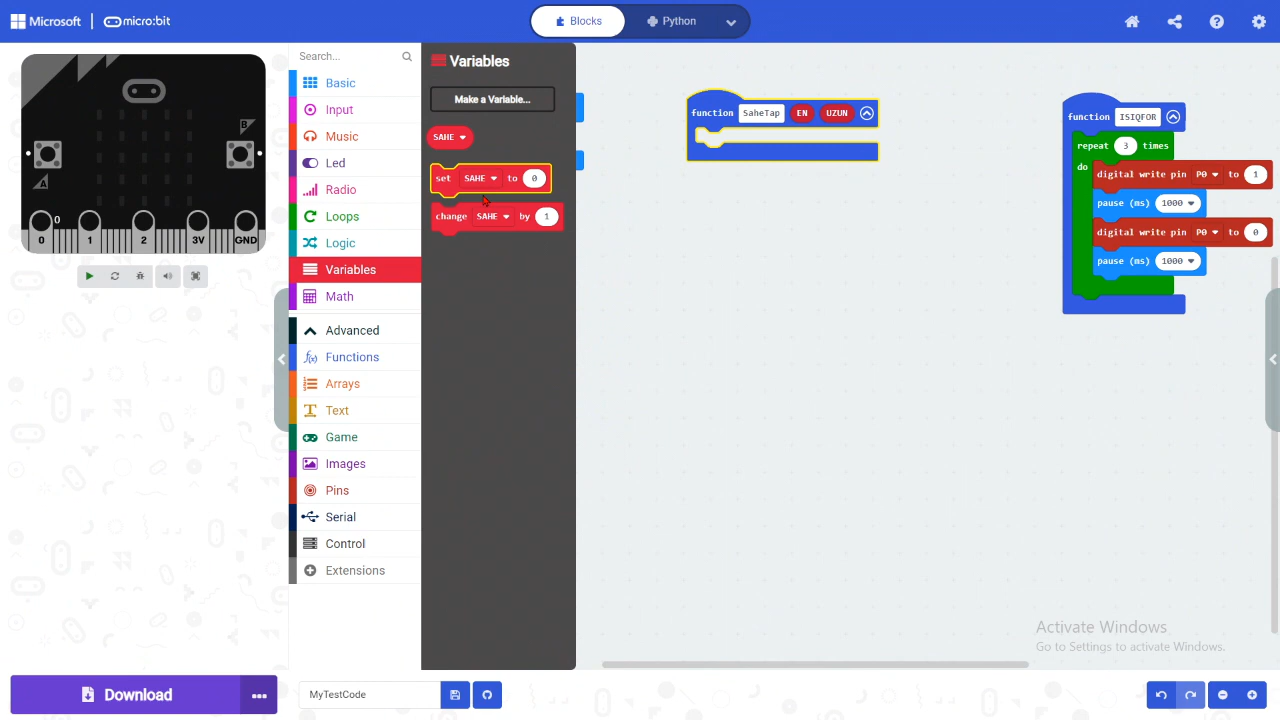 Microsoft micro:bit
Blocks Python
B
A
0
0 1 2 3V GND
Search...
Basic
Input
Music
Led
Radio
Loops
Logic
Variables
Math
Advanced
Functions
Arrays
Text
Game
Images
Pins
Serial
Control
Extensions
Variables
Make a Variable...
SAHE
set SAHE to 0
change SAHE by 1
function SaheTap EN UZUN
function ISIQFOR
repeat 3 times
do
digital write pin P0 to 1
pause (ms) 1000
digital write pin P0 to 0
pause (ms) 1000
Activate Windows
Go to Settings to activate Windows.
Download
MyTestCode